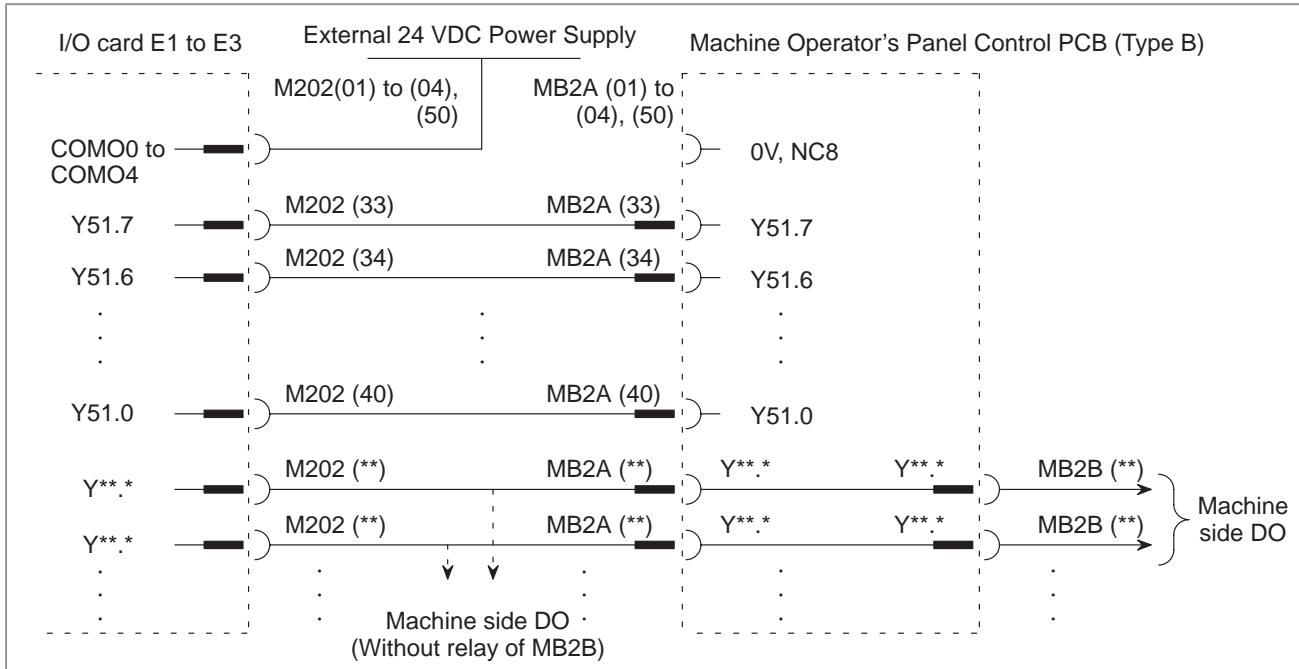 I/O card E1 to E3
External 24 VDC Power Supply
Machine Operator's Panel Control PCB (Type B)
M202(01) to (04),
(50)
MB2A (01) to
(04), (50)
COMO0 to
COMO4
0V, NC8
Y51.7 M202 (33) MB2A (33) Y51.7
Y51.6 M202 (34) MB2A (34) Y51.6
Y51.0 M202 (40) MB2A (40) Y51.0
Y**.* M202 (**) MB2A (**) Y**.* Y**.* MB2B (**)
Y**.* M202 (**) MB2A (**) Y**.* Y**.* MB2B (**)
Machine
side DO
Machine side DO
(Without relay of MB2B)